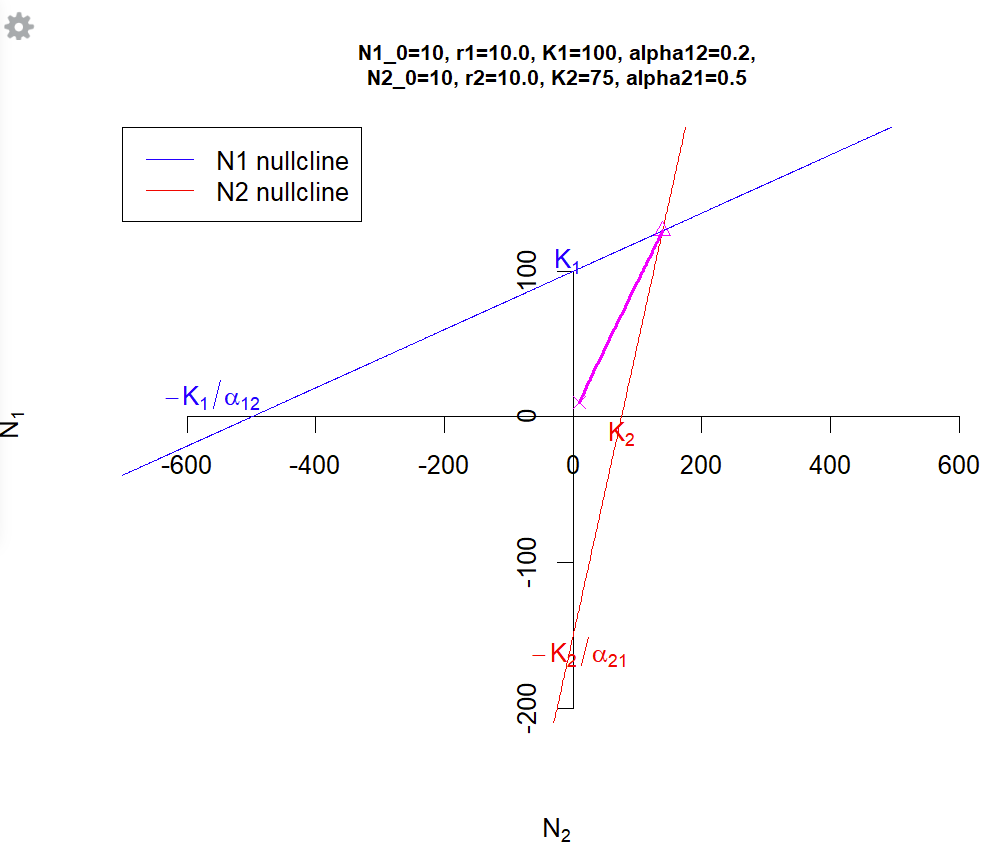 N1_0=10, r1=10.0, K1=100, alpha12=0.2,
N2_0=10, r2=10.0, K2=75, alpha21=0.5
N1 nullcline
N2 nullcline
K₁
100
−K₁/α₁₂
0
N₁
K₂
-600 -400 -200 0 200 400 600
-100
−K₂/α₂₁
-200
N₂